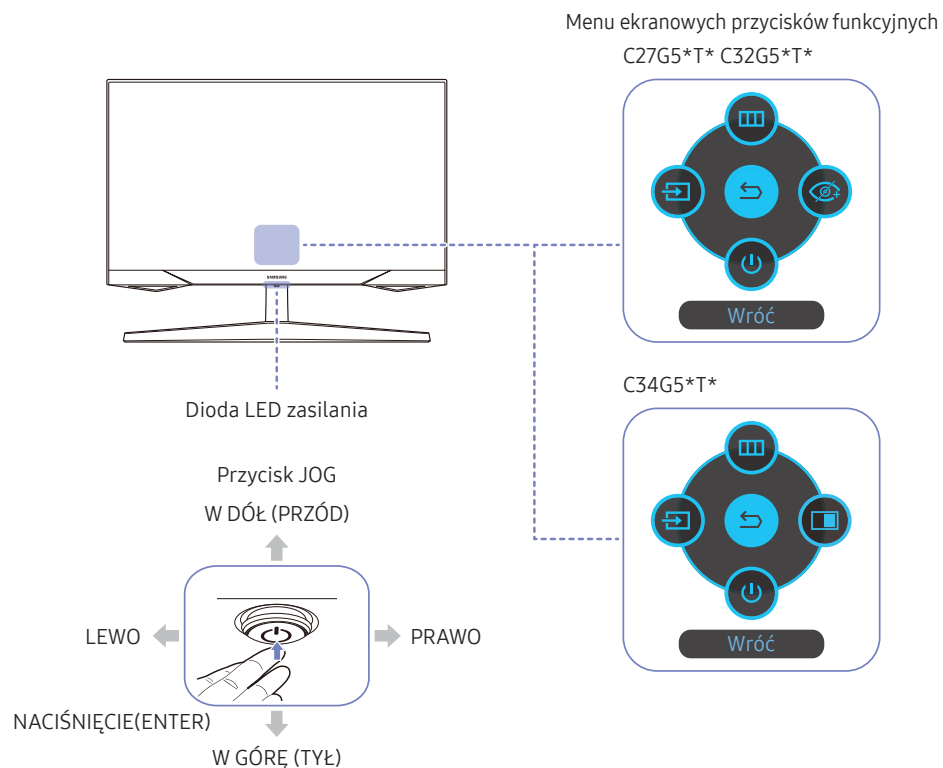 Menu ekranowych przycisków funkcyjnych
C27G5*T* C32G5*T*
SAMSUNG
Wróć
Dioda LED zasilania
C34G5*T*
Przycisk JOG
W DÓŁ (PRZÓD)
LEWO
PRAWO
Wróć
NACIŚNIĘCIE(ENTER)
W GÓRĘ (TYŁ)